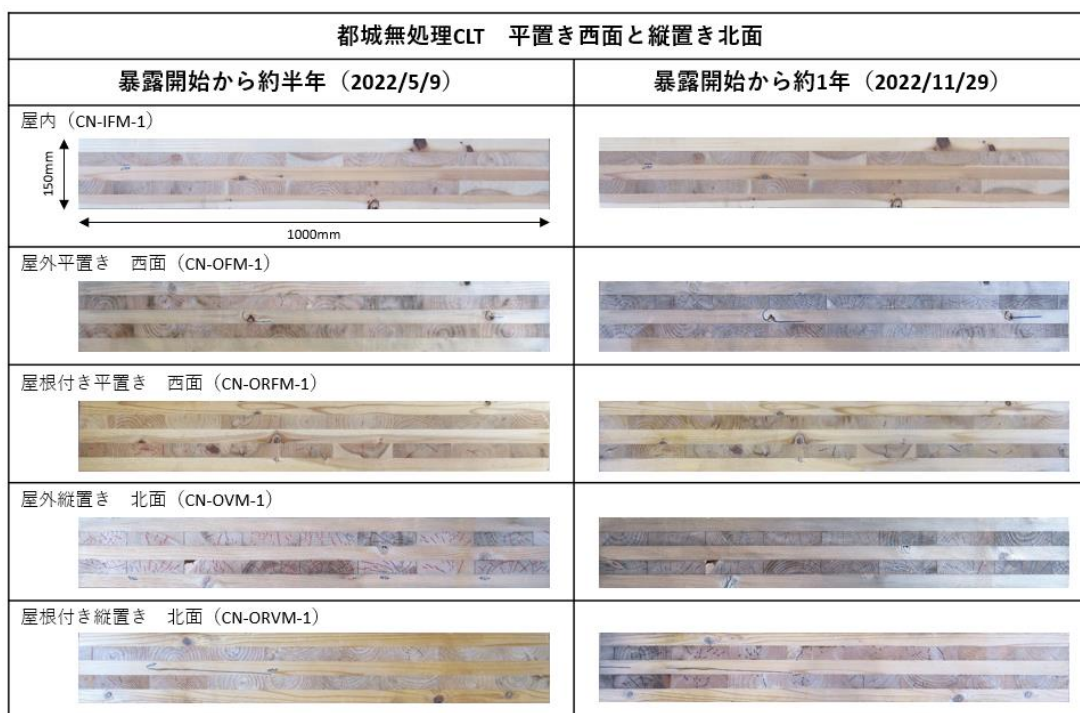 都城無処理CLT　平置き西面と縦置き北面
暴露開始から約半年（2022/5/9）
暴露開始から約1年（2022/11/29）
屋内（CN-IFM-1）
150mm
1000mm
屋外平置き　西面（CN-OFM-1）
屋根付き平置き　西面（CN-ORFM-1）
屋外縦置き　北面（CN-OVM-1）
屋根付き縦置き　北面（CN-ORVM-1）